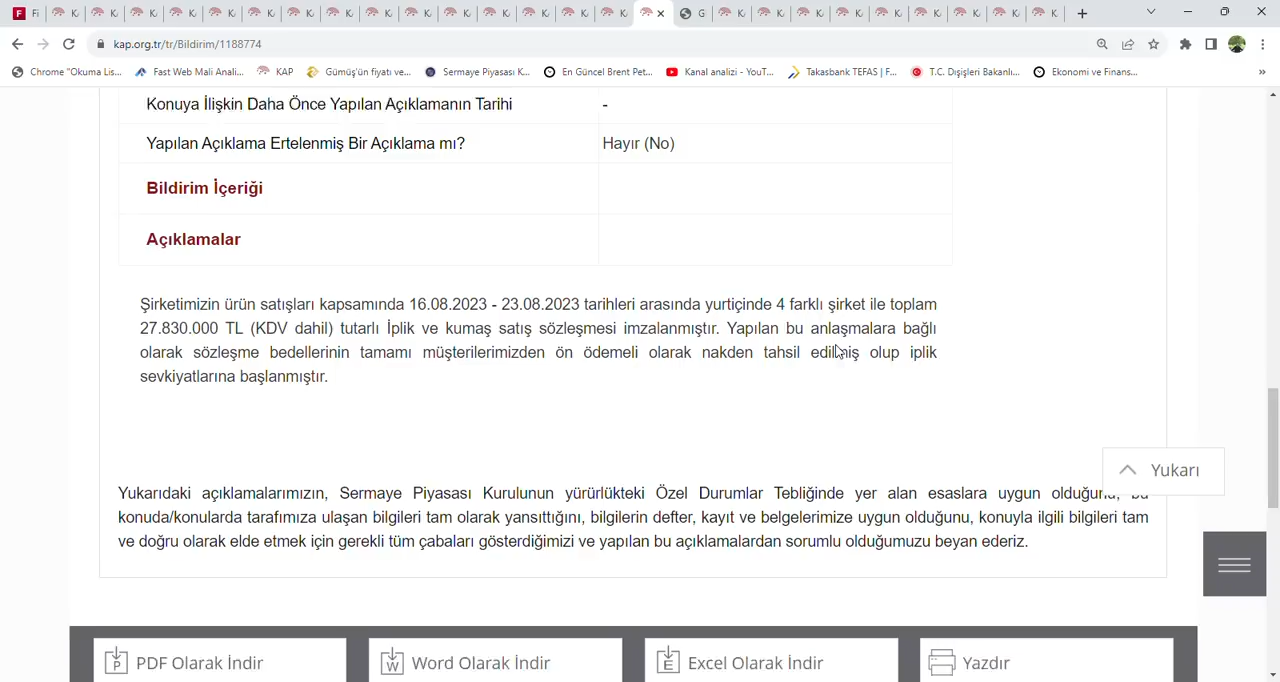 F Fi K K K K K K K K K K K K K K K G K K K K K K K K K
kap.org.tr/tr/Bildirim/1188774
Chrome "Okuma Lis... Fast Web Mali Anali... KAP Gümüş'ün fiyatı ve... Sermaye Piyasası K... En Güncel Brent Pet... Kanal analizi - YouT... Takasbank TEFAS | F... T.C. Dışişleri Bakanlı... Ekonomi ve Finans... »
Konuya İlişkin Daha Önce Yapılan Açıklamanın Tarihi -
Yapılan Açıklama Ertelenmiş Bir Açıklama mı? Hayır (No)
Bildirim İçeriği
Açıklamalar
Şirketimizin ürün satışları kapsamında 16.08.2023 - 23.08.2023 tarihleri arasında yurtiçinde 4 farklı şirket ile toplam
27.830.000 TL (KDV dahil) tutarlı İplik ve kumaş satış sözleşmesi imzalanmıştır. Yapılan bu anlaşmalara bağlı
olarak sözleşme bedellerinin tamamı müşterilerimizden ön ödemeli olarak nakden tahsil edilmiş olup iplik
sevkiyatlarına başlanmıştır.
Yukarı
Yukarıdaki açıklamalarımızın, Sermaye Piyasası Kurulunun yürürlükteki Özel Durumlar Tebliğinde yer alan esaslara uygun olduğunu, bu
konuda/konularda tarafımıza ulaşan bilgileri tam olarak yansıttığını, bilgilerin defter, kayıt ve belgelerimize uygun olduğunu, konuyla ilgili bilgileri tam
ve doğru olarak elde etmek için gerekli tüm çabaları gösterdiğimizi ve yapılan bu açıklamalardan sorumlu olduğumuzu beyan ederiz.
P PDF Olarak İndir W Word Olarak İndir E Excel Olarak İndir Yazdır